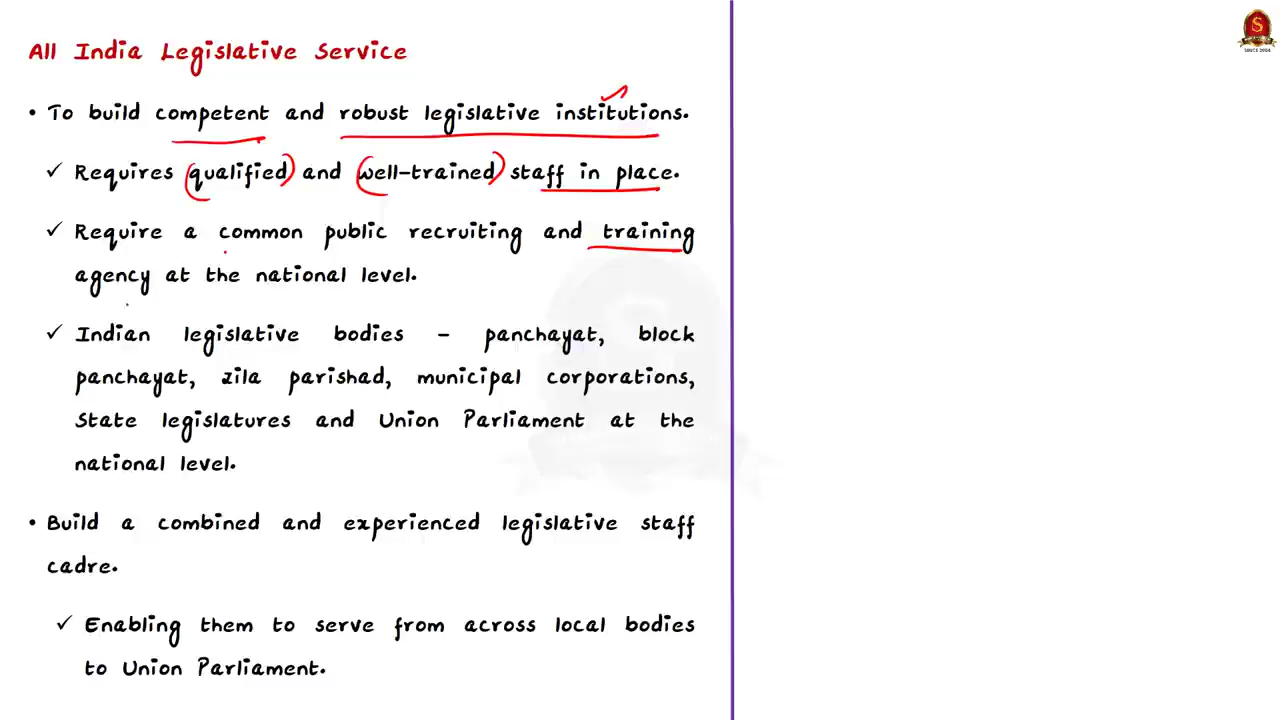 All India Legislative Service
• To build competent and robust legislative institutions.
✓ Requires qualified and well-trained staff in place.
✓ Require a common public recruiting and training
agency at the national level.
✓ Indian legislative bodies – panchayat, block
panchayat, zila parishad, municipal corporations,
State legislatures and Union Parliament at the
national level.
• Build a combined and experienced legislative staff
cadre.
✓ Enabling them to serve from across local bodies
to Union Parliament.
S
SINCE 2004